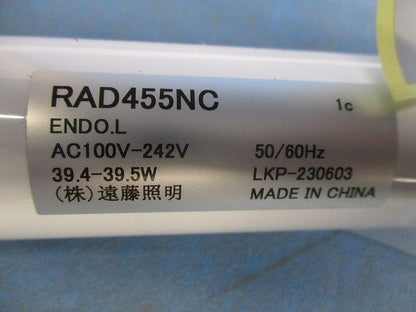 RAD455NC 1c
ENDO.L
AC100V-242V 50/60Hz
39.4-39.5W LKP-230603
(株)遠藤照明 MADE IN CHINA